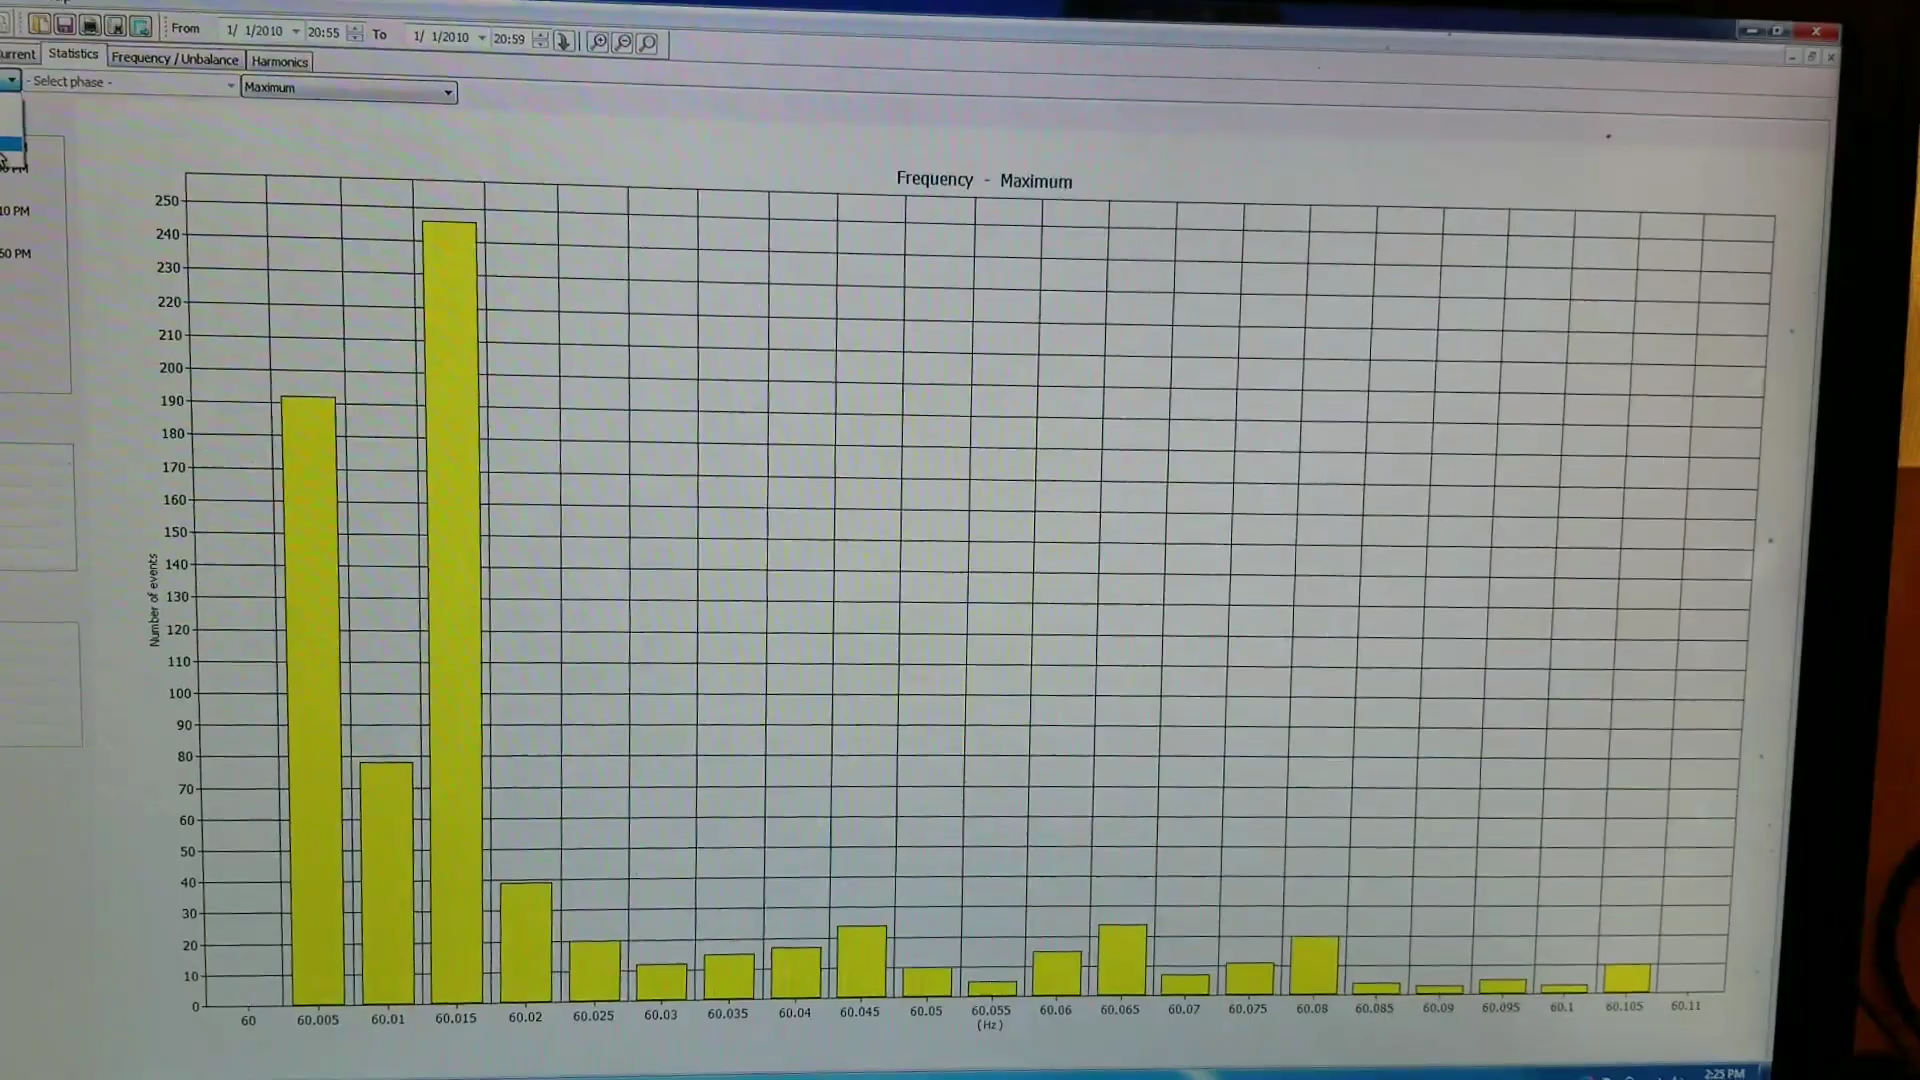 From 1/ 1/2010 20:55 To 1/ 1/2010 20:59
Statistics Frequency / Unbalance Harmonics
- Select phase - Maximum
10 PM
50 PM
Frequency - Maximum
250
240
230
220
210
200
190
180
170
160
150
140
130
120
110
100
90
80
70
60
50
40
30
20
10
0
Number of events
60 60.005 60.01 60.015 60.02 60.025 60.03 60.035 60.04 60.045 60.05 60.055 60.06 60.065 60.07 60.075 60.08 60.085 60.09 60.095 60.1 60.105 60.11
(Hz)
2:25 PM